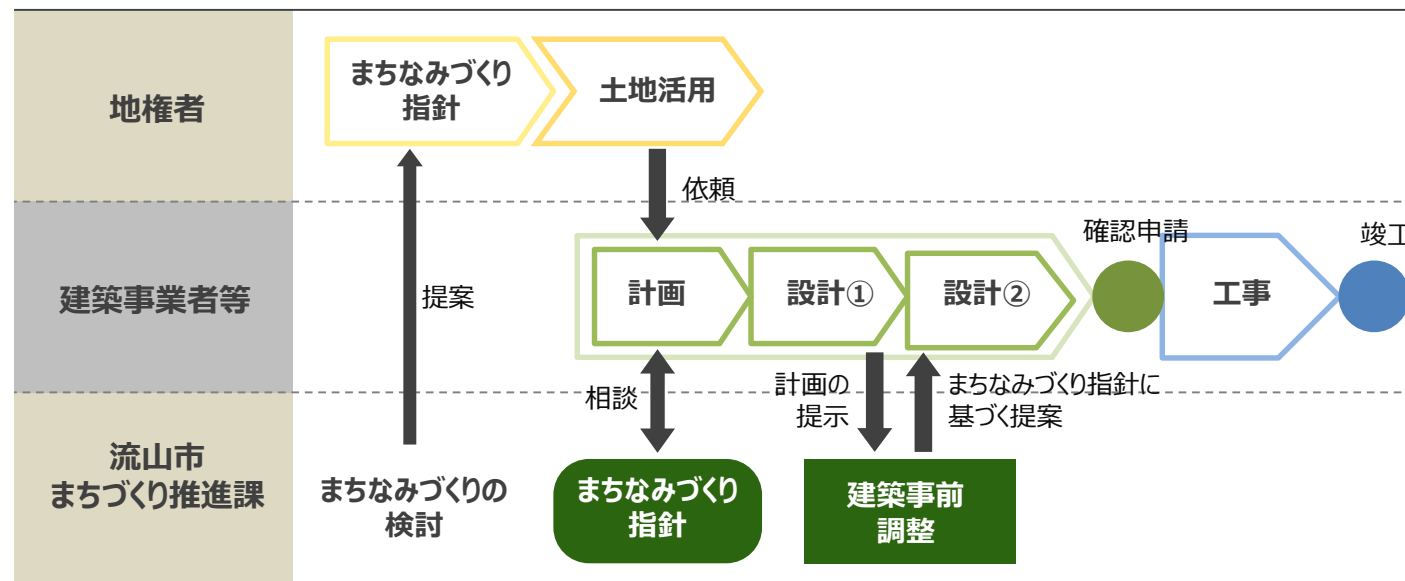 地権者
まちなみづくり
指針
土地活用
依頼
建築事業者等
提案
計画
設計①
設計②
確認申請
工事
竣工
相談
計画の
提示
まちなみづくり指針に
基づく提案
流山市
まちづくり推進課
まちなみづくりの
検討
まちなみづくり
指針
建築事前
調整